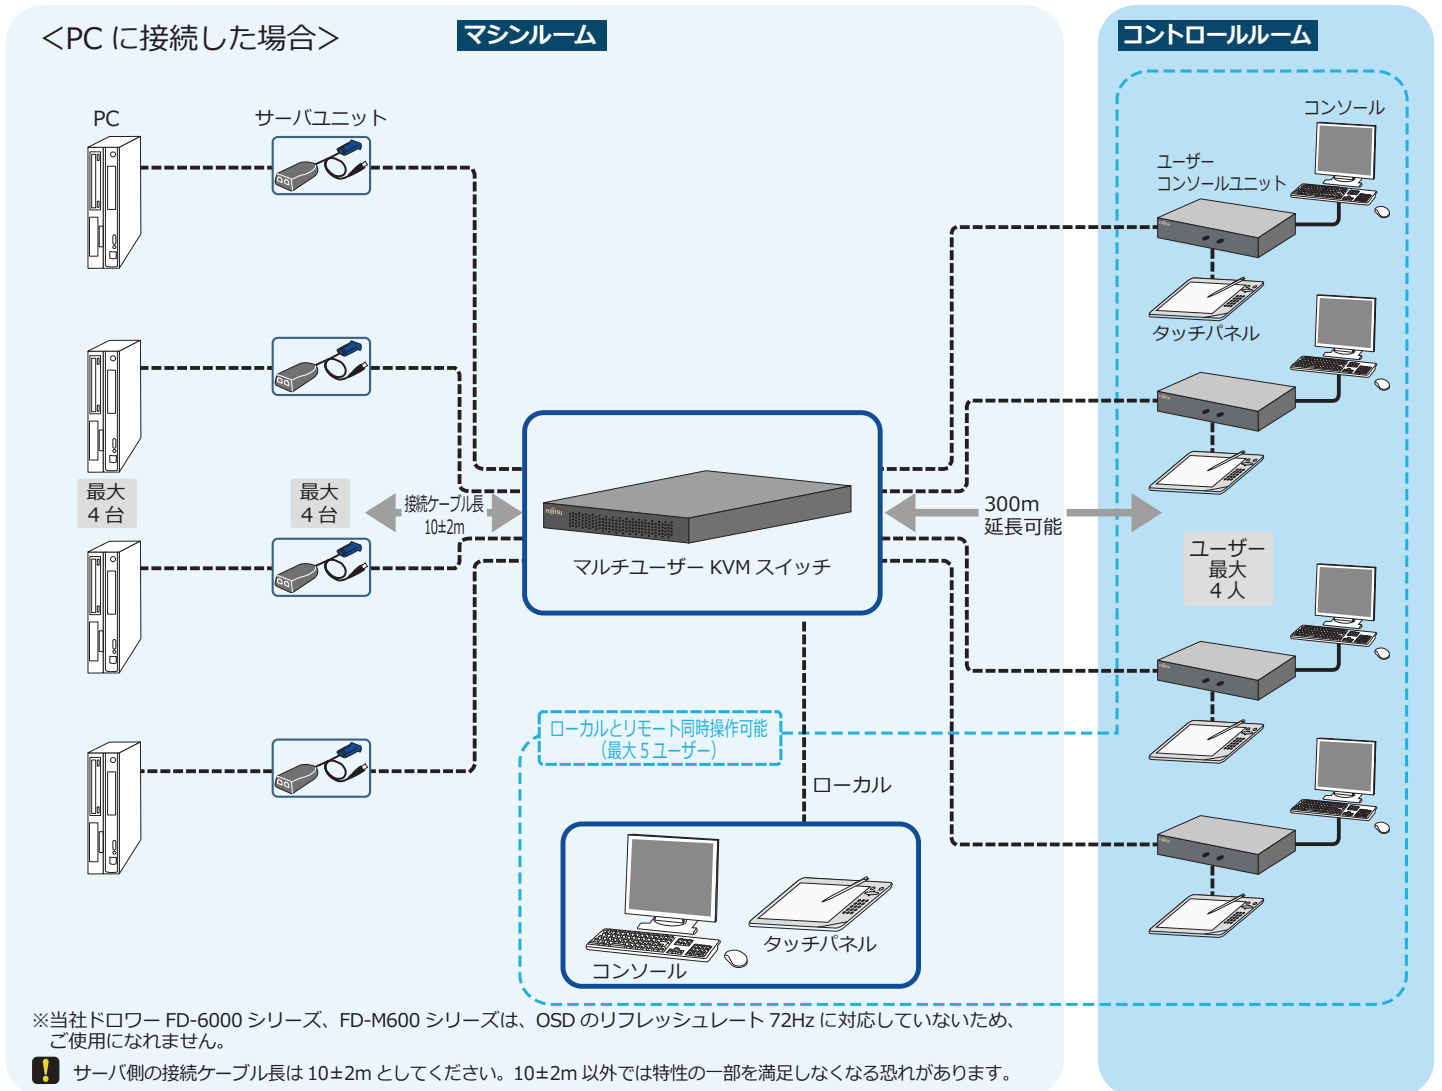 ＜PC に接続した場合＞
マシンルーム
コントロールルーム
PC
サーバユニット
コンソール
ユーザー
コンソールユニット
タッチパネル
最大
4 台
最大
4 台
接続ケーブル長
10±2m
FUJITSU
マルチユーザー KVM スイッチ
300m
延長可能
ユーザー
最大
4 人
ローカルとリモート同時操作可能
（最大 5 ユーザー）
ローカル
コンソール
タッチパネル
※当社ドロワー FD-6000 シリーズ、FD-M600 シリーズは、OSD のリフレッシュレート 72Hz に対応していないため、
ご使用になれません。
サーバ側の接続ケーブル長は 10±2m としてください。10±2m 以外では特性の一部を満足しなくなる恐れがあります。